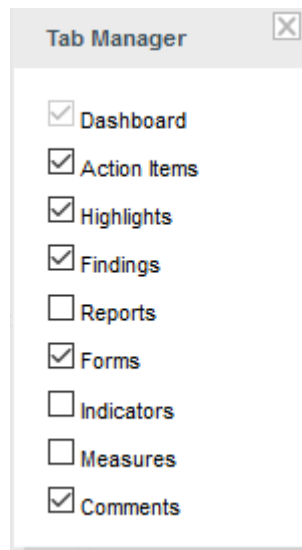 Tab Manager
Dashboard
Action Items
Highlights
Findings
Reports
Forms
Indicators
Measures
Comments